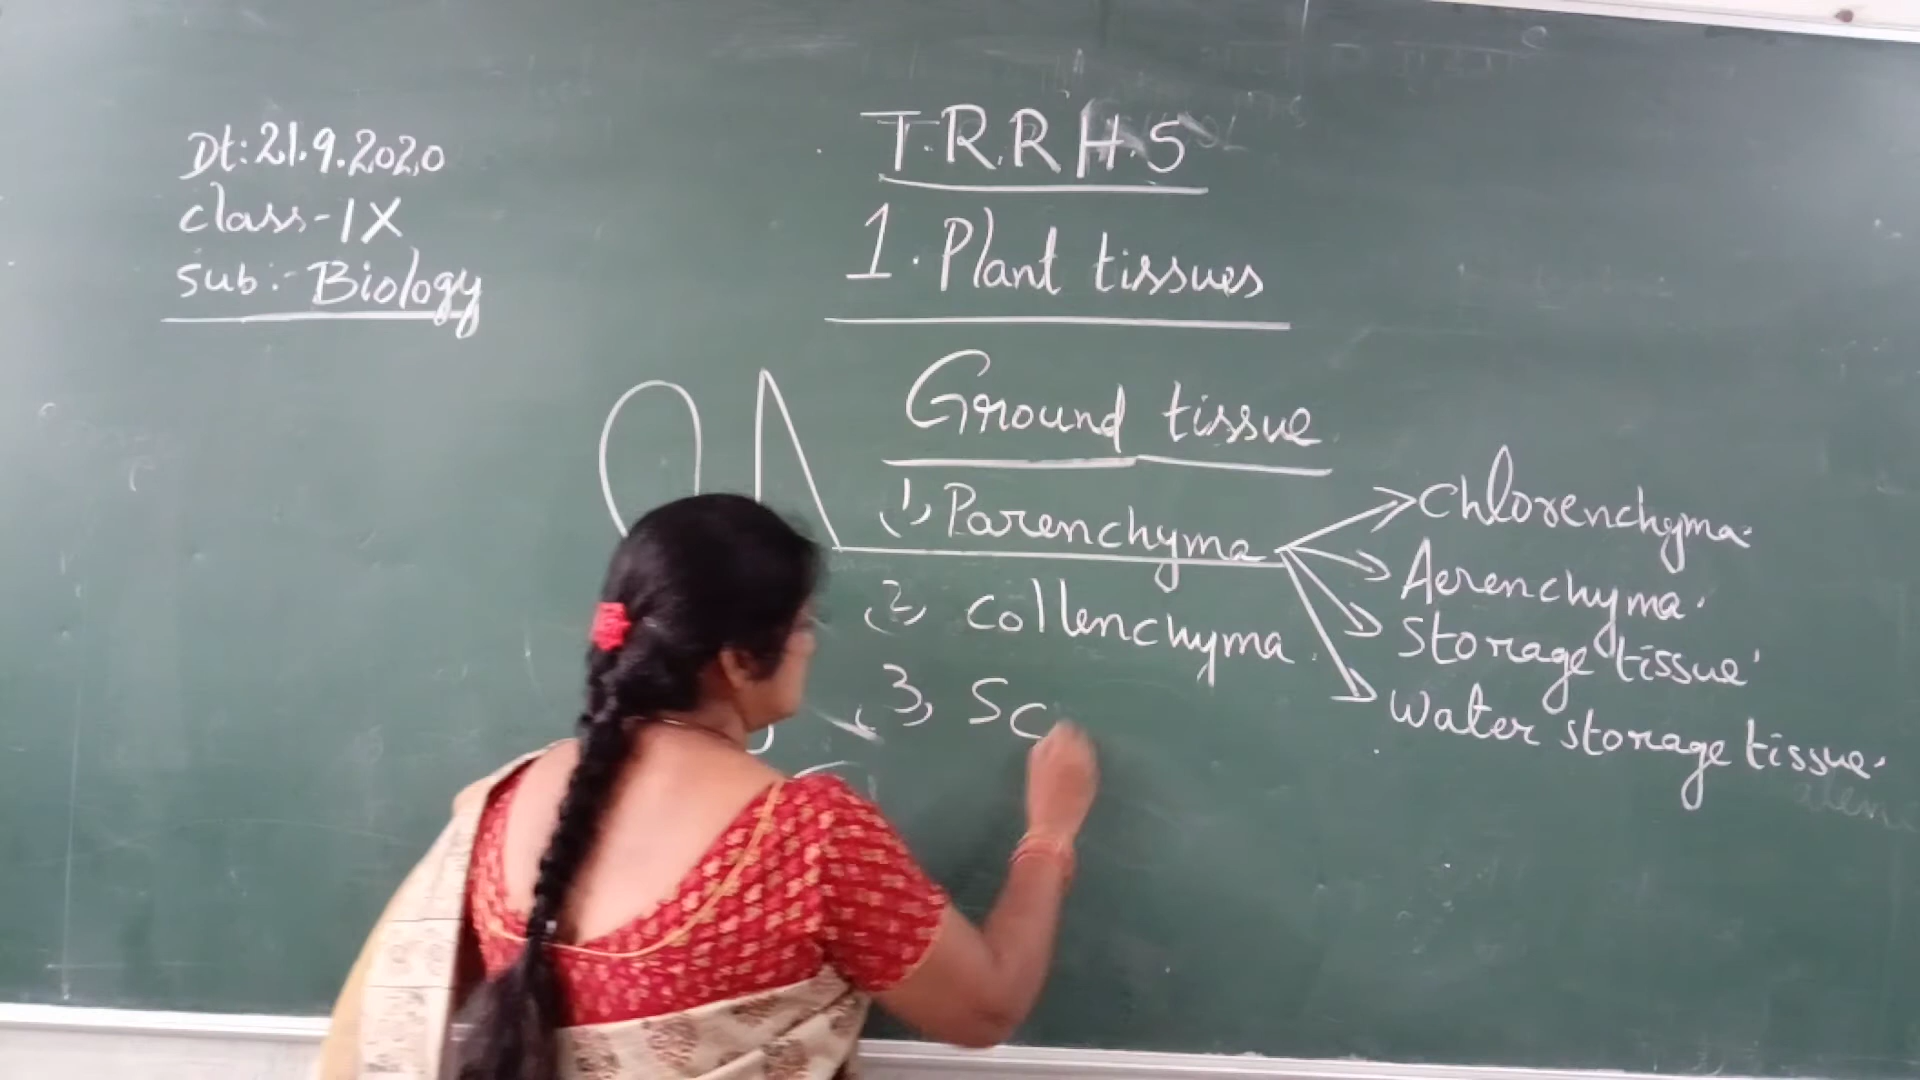 Dt: 21.9.2020
class - IX
sub :- Biology
T.R.R.H.S
1. Plant tissues
Ground tissue
(1) Parenchyma
Chlorenchyma.
Aerenchyma.
Storage tissue.
Water storage tissue.
(2) Collenchyma.
(3) Sc